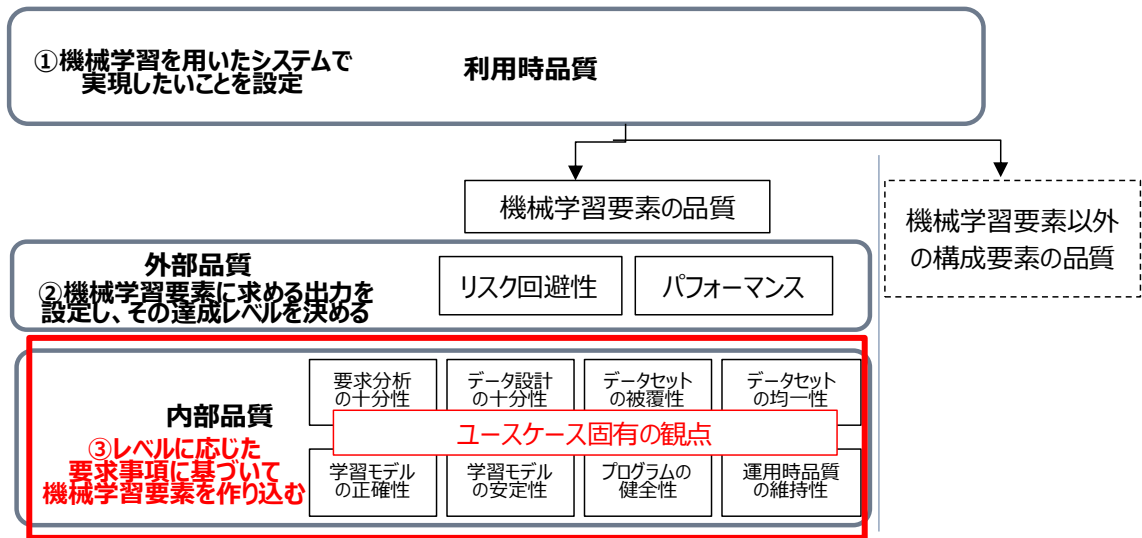 ①機械学習を用いたシステムで
実現したいことを設定
利用時品質
機械学習要素の品質
機械学習要素以外
の構成要素の品質
外部品質
②機械学習要素に求める出力を
設定し、その達成レベルを決める
リスク回避性
パフォーマンス
内部品質
③レベルに応じた
要求事項に基づいて
機械学習要素を作り込む
要求分析
の十分性
データ設計
の十分性
データセット
の被覆性
データセット
の均一性
ユースケース固有の観点
学習モデル
の正確性
学習モデル
の安定性
プログラムの
健全性
運用時品質
の維持性